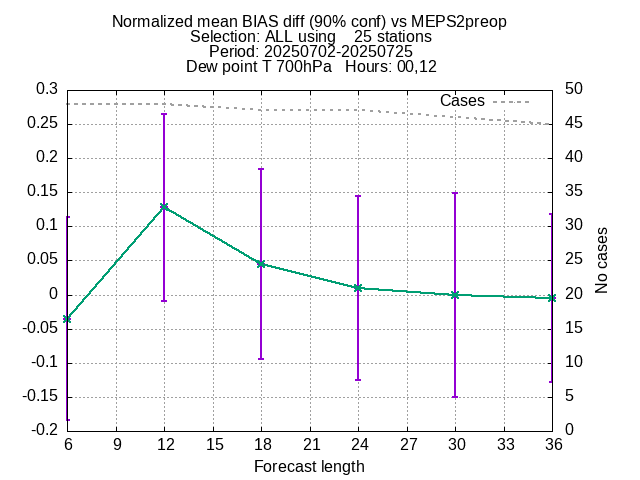 Normalized mean BIAS diff (90% conf) vs MEPS2preop
Selection: ALL using    25 stations
Period: 20250702-20250725
Dew point T 700hPa   Hours: 00,12
0.3
0.25
0.2
0.15
0.1
0.05
0
-0.05
-0.1
-0.15
-0.2
Cases
50
45
40
35
30
25
20
15
10
5
0
No cases
6 9 12 15 18 21 24 27 30 33 36
Forecast length